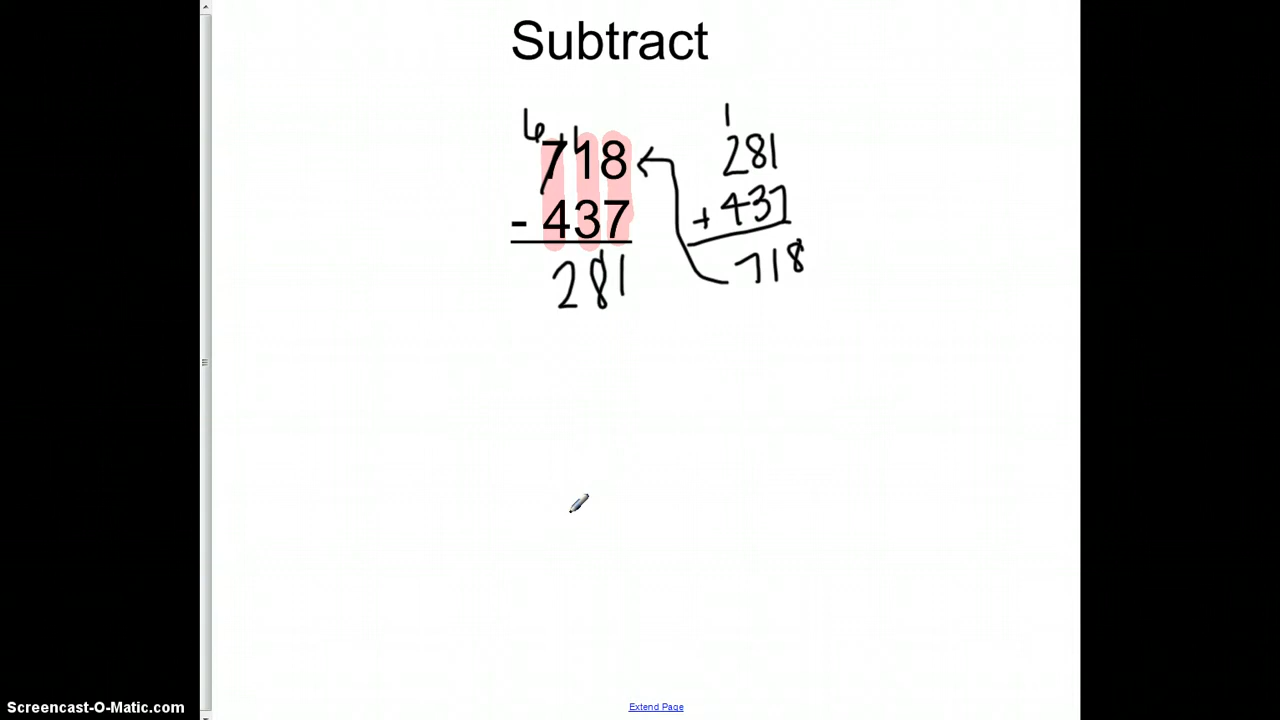 Subtract
6 1
718
- 437
281
1
281
+ 437
718
Extend Page
Screencast-O-Matic.com